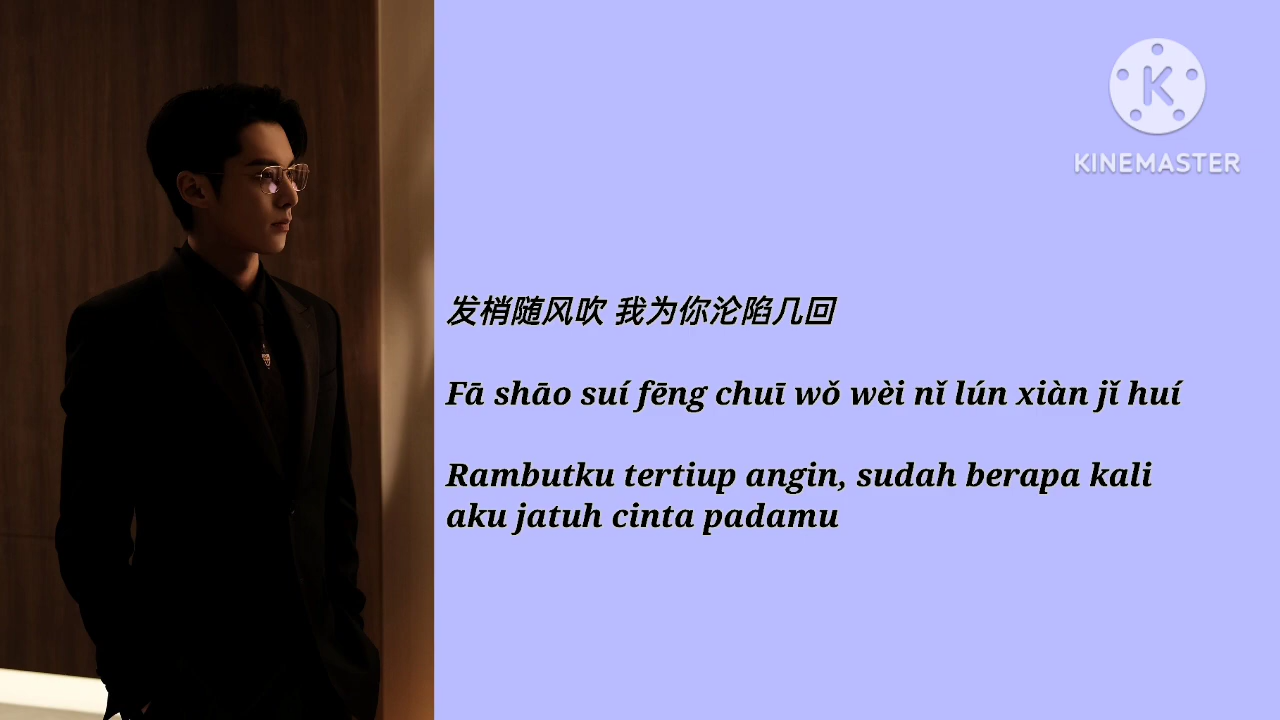 KINEMASTER
发梢随风吹 我为你沦陷几回
Fā shāo suí fēng chuī wǒ wèi nǐ lún xiàn jǐ huí
Rambutku tertiup angin, sudah berapa kali
aku jatuh cinta padamu